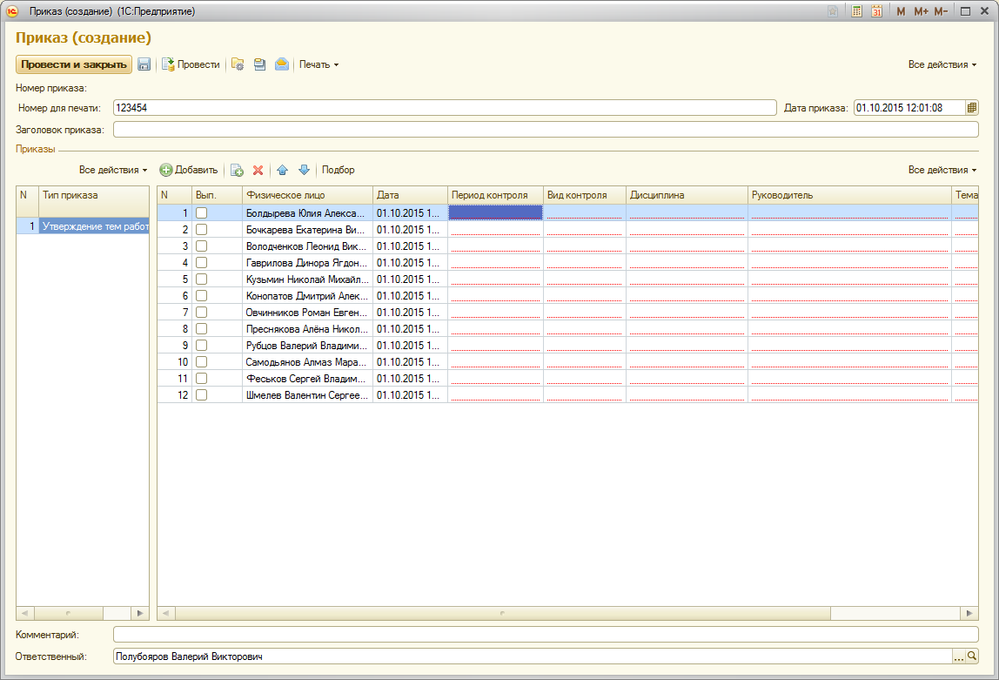 Приказ (создание) (1С:Предприятие)
M M+ M-
Приказ (создание)
Провести и закрыть Провести Печать Все действия
Номер приказа:
Номер для печати: 123454 Дата приказа: 01.10.2015 12:01:08
Заголовок приказа:
Приказы
Все действия Добавить Подбор Все действия
N Тип приказа N Вып. Физическое лицо Дата Период контроля Вид контроля Дисциплина Руководитель Тема
1 Утверждение тем работ
1 Болдырева Юлия Алекса... 01.10.2015 1...
2 Бочкарева Екатерина Ви... 01.10.2015 1...
3 Володченков Леонид Вик... 01.10.2015 1...
4 Гаврилова Динора Ягдон... 01.10.2015 1...
5 Кузьмин Николай Михайл... 01.10.2015 1...
6 Конопатов Дмитрий Алек... 01.10.2015 1...
7 Овчинников Роман Евген... 01.10.2015 1...
8 Преснякова Алёна Никол... 01.10.2015 1...
9 Рубцов Валерий Владими... 01.10.2015 1...
10 Самодьянов Алмаз Мара... 01.10.2015 1...
11 Феськов Сергей Владим... 01.10.2015 1...
12 Шмелев Валентин Сергее... 01.10.2015 1...
Комментарий:
Ответственный: Полубояров Валерий Викторович ...